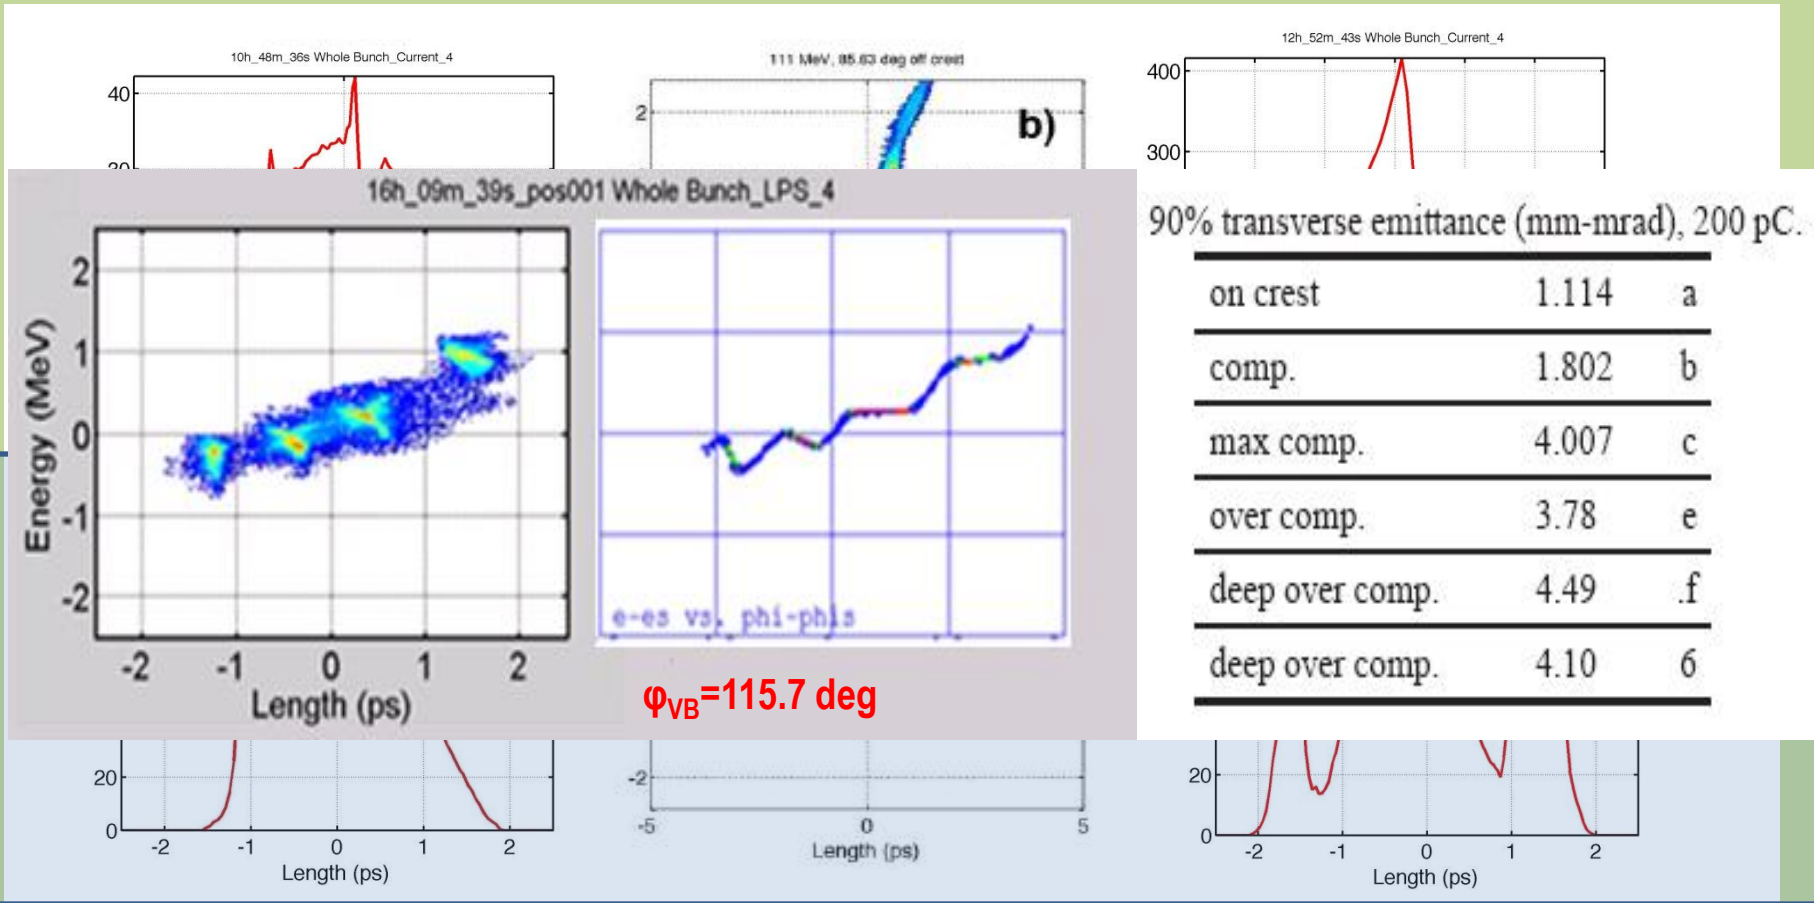 10h_48m_36s Whole Bunch_Current_4
111 MeV, 85.63 deg off crest
12h_52m_43s Whole Bunch_Current_4
40
2
b)
400
300
16h_09m_39s_pos001 Whole Bunch_LPS_4
2
1
0
-1
-2
Energy (MeV)
-2 -1 0 1 2
Length (ps)
e-es vs. phi-phis
φVB=115.7 deg
90% transverse emittance (mm-mrad), 200 pC.
on crest 1.114 a
comp. 1.802 b
max comp. 4.007 c
over comp. 3.78 e
deep over comp. 4.49 .f
deep over comp. 4.10 6
20
0
-2 -1 0 1 2
Length (ps)
-2
-5 0 5
Length (ps)
20
0
-2 -1 0 1 2
Length (ps)